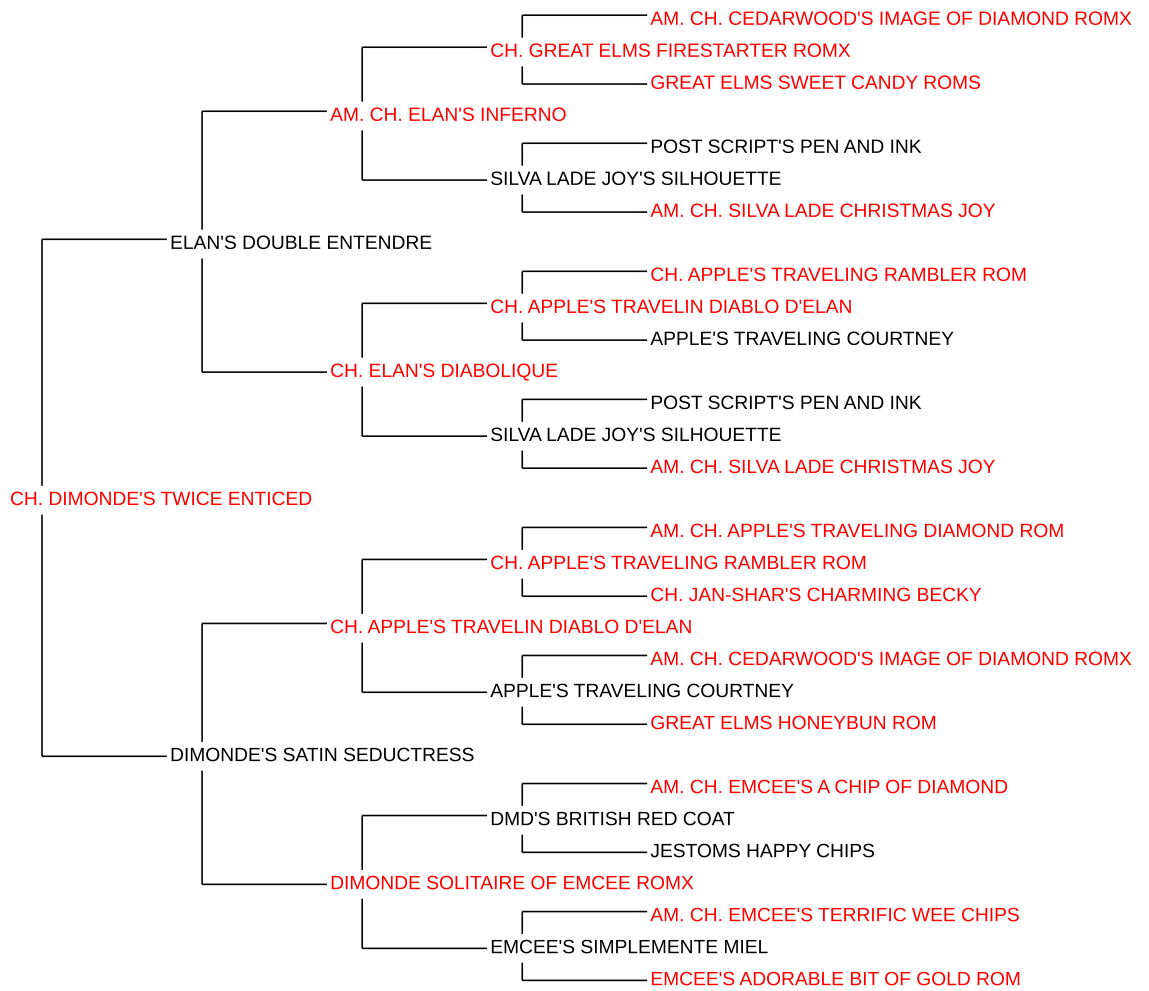 AM. CH. CEDARWOOD'S IMAGE OF DIAMOND ROMX
CH. GREAT ELMS FIRESTARTER ROMX
GREAT ELMS SWEET CANDY ROMS
AM. CH. ELAN'S INFERNO
POST SCRIPT'S PEN AND INK
SILVA LADE JOY'S SILHOUETTE
AM. CH. SILVA LADE CHRISTMAS JOY
ELAN'S DOUBLE ENTENDRE
CH. APPLE'S TRAVELING RAMBLER ROM
CH. APPLE'S TRAVELIN DIABLO D'ELAN
APPLE'S TRAVELING COURTNEY
CH. ELAN'S DIABOLIQUE
POST SCRIPT'S PEN AND INK
SILVA LADE JOY'S SILHOUETTE
AM. CH. SILVA LADE CHRISTMAS JOY
CH. DIMONDE'S TWICE ENTICED
AM. CH. APPLE'S TRAVELING DIAMOND ROM
CH. APPLE'S TRAVELING RAMBLER ROM
CH. JAN-SHAR'S CHARMING BECKY
CH. APPLE'S TRAVELIN DIABLO D'ELAN
AM. CH. CEDARWOOD'S IMAGE OF DIAMOND ROMX
APPLE'S TRAVELING COURTNEY
GREAT ELMS HONEYBUN ROM
DIMONDE'S SATIN SEDUCTRESS
AM. CH. EMCEE'S A CHIP OF DIAMOND
DMD'S BRITISH RED COAT
JESTOMS HAPPY CHIPS
DIMONDE SOLITAIRE OF EMCEE ROMX
AM. CH. EMCEE'S TERRIFIC WEE CHIPS
EMCEE'S SIMPLEMENTE MIEL
EMCEE'S ADORABLE BIT OF GOLD ROM